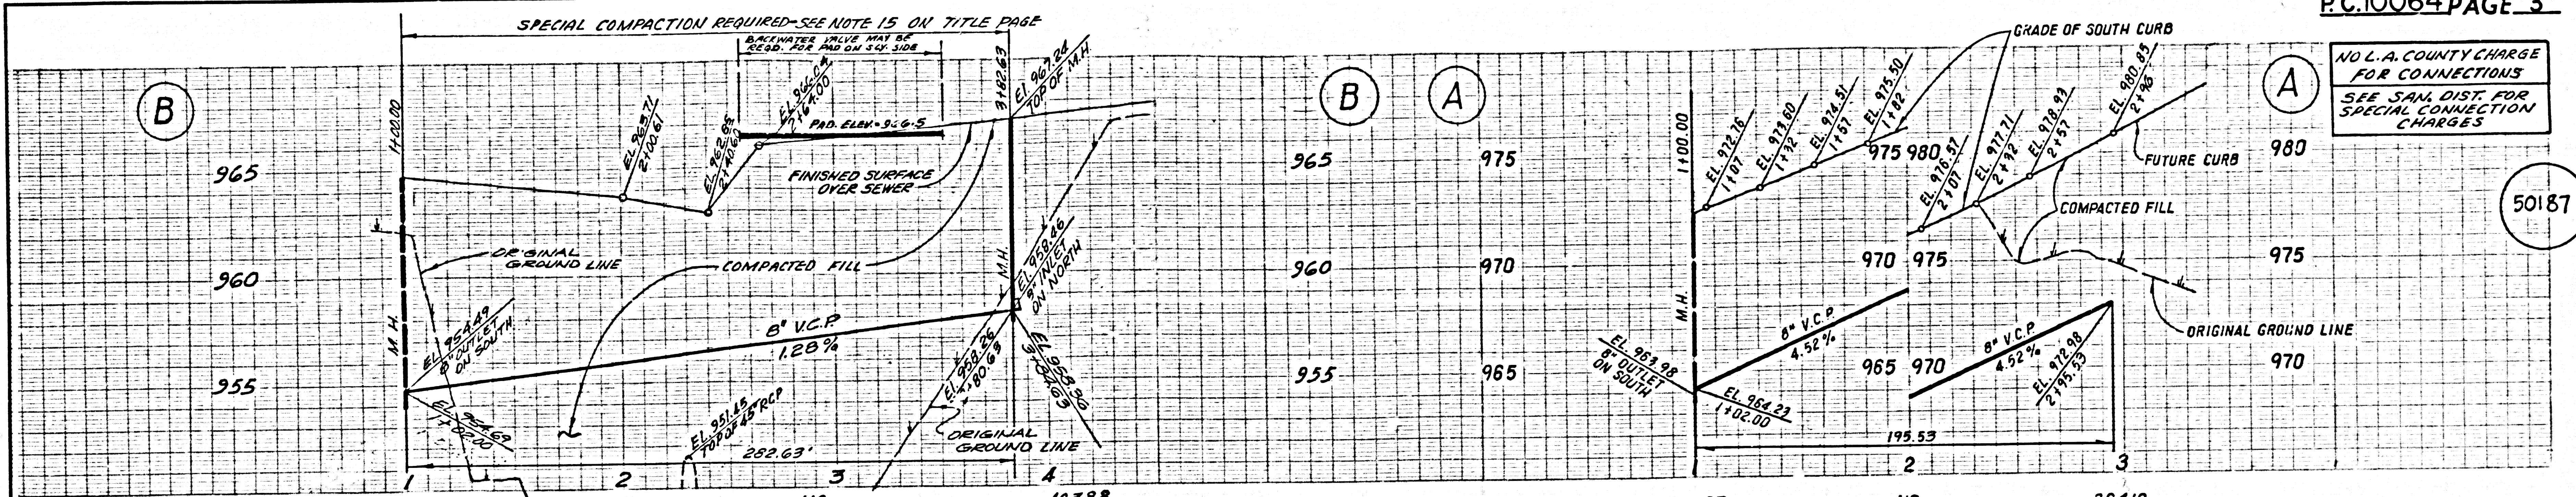 P.C.10064 PAGE 3
SPECIAL COMPACTION REQUIRED-SEE NOTE 15 ON TITLE PAGE
BACKWATER VALVE MAY BE
REQD. FOR PAD ON SLY. SIDE
B
965
960
955
1+00.00
M.H.
EL. 963.71
2+00.61
EL. 962.85
2+40.60
EL. 966.04
2+64.00
PAD. ELEV.= 966.5
3+82.63
EL. 967.24
TOP OF M.H.
FINISHED SURFACE
OVER SEWER
ORIGINAL
GROUND LINE
COMPACTED FILL
M.H.
EL. 958.46
8" INLET
ON NORTH
EL. 954.49
8" OUTLET
ON SOUTH
8" V.C.P.
1.28%
EL. 954.69
1+02.00
EL. 951.45
TOP OF 45" RCP
EL. 958.26
3+80.63
EL. 958.36
ORIGINAL
GROUND LINE
282.63'
1
2
3
4
B
965
960
955
A
975
970
965
1+00.00
M.H.
EL. 972.76
1+07
EL. 973.60
1+32
EL. 974.51
1+57
EL. 975.50
1+82
GRADE OF SOUTH CURB
975 980
970 975
965 970
EL. 976.57
2+07
EL. 977.71
2+32
EL. 978.93
2+57
EL. 980.85
2+96
FUTURE CURB
COMPACTED FILL
ORIGINAL GROUND LINE
8" V.C.P.
4.52%
8" V.C.P.
4.52%
EL. 963.98
8" OUTLET
ON SOUTH
EL. 964.23
1+02.00
EL. 972.98
2+95.53
195.53
2
3
A
980
975
970
NO L.A. COUNTY CHARGE
FOR CONNECTIONS
SEE SAN. DIST. FOR
SPECIAL CONNECTION
CHARGES
50187